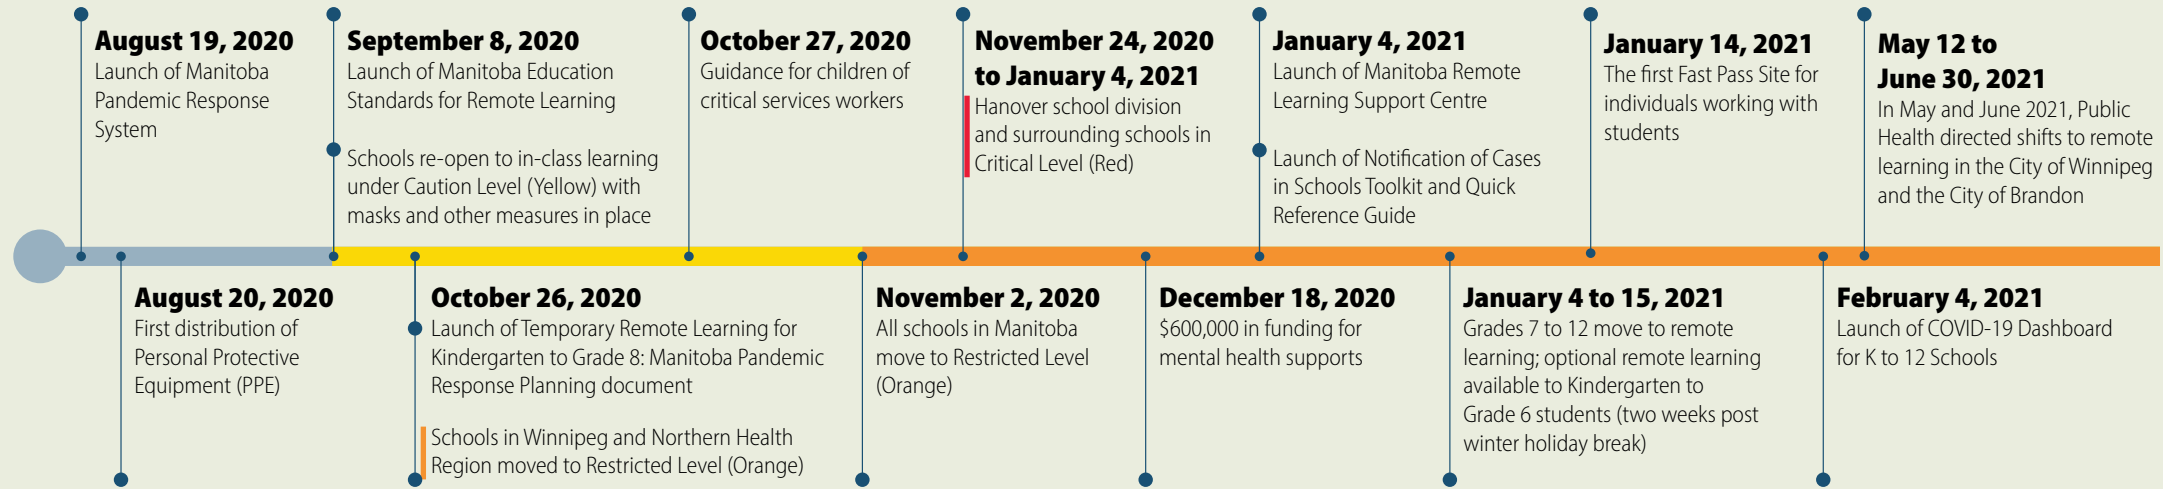 August 19, 2020
Launch of Manitoba
Pandemic Response
System
September 8, 2020
Launch of Manitoba Education
Standards for Remote Learning
Schools re-open to in-class learning
under Caution Level (Yellow) with
masks and other measures in place
October 27, 2020
Guidance for children of
critical services workers
November 24, 2020
to January 4, 2021
Hanover school division
and surrounding schools in
Critical Level (Red)
January 4, 2021
Launch of Manitoba Remote
Learning Support Centre
Launch of Notification of Cases
in Schools Toolkit and Quick
Reference Guide
January 14, 2021
The first Fast Pass Site for
individuals working with
students
May 12 to
June 30, 2021
In May and June 2021, Public
Health directed shifts to remote
learning in the City of Winnipeg
and the City of Brandon
August 20, 2020
First distribution of
Personal Protective
Equipment (PPE)
October 26, 2020
Launch of Temporary Remote Learning for
Kindergarten to Grade 8: Manitoba Pandemic
Response Planning document
Schools in Winnipeg and Northern Health
Region moved to Restricted Level (Orange)
November 2, 2020
All schools in Manitoba
move to Restricted Level
(Orange)
December 18, 2020
$600,000 in funding for
mental health supports
January 4 to 15, 2021
Grades 7 to 12 move to remote
learning; optional remote learning
available to Kindergarten to
Grade 6 students (two weeks post
winter holiday break)
February 4, 2021
Launch of COVID-19 Dashboard
for K to 12 Schools